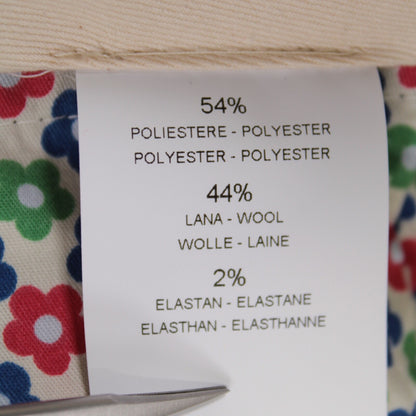 54%
POLIESTERE - POLYESTER
POLYESTER - POLYESTER
44%
LANA - WOOL
WOLLE - LAINE
2%
ELASTAN - ELASTANE
ELASTHAN - ELASTHANNE